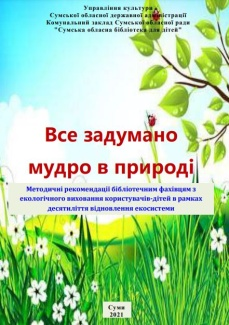 Управління культури
Сумської обласної державної адміністрації
Комунальний заклад Сумської обласної ради
"Сумська обласна бібліотека для дітей"
Все задумано
мудро в природі
Методичні рекомендації бібліотечним фахівцям з
екологічного виховання користувачів-дітей в рамках
десятиліття відновлення екосистеми
Суми
2021